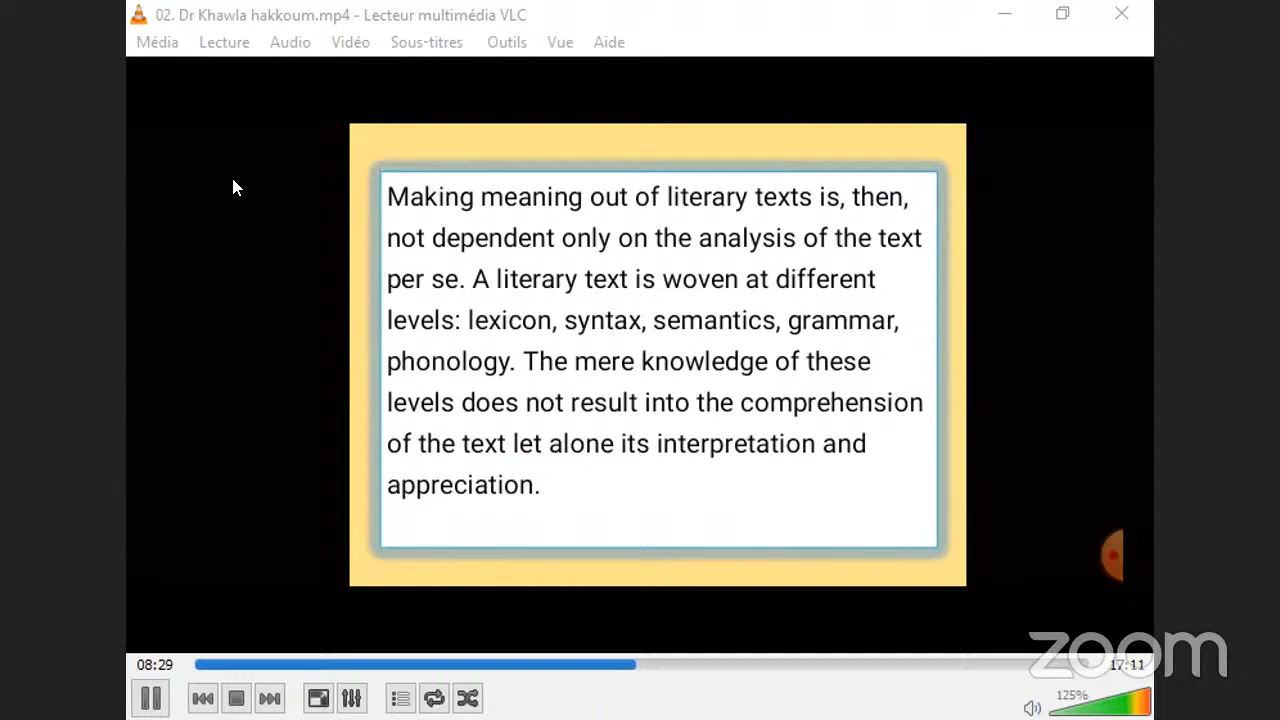 02. Dr Khawla hakkoum.mp4 - Lecteur multimédia VLC
Média Lecture Audio Vidéo Sous-titres Outils Vue Aide
Making meaning out of literary texts is, then,
not dependent only on the analysis of the text
per se. A literary text is woven at different
levels: lexicon, syntax, semantics, grammar,
phonology. The mere knowledge of these
levels does not result into the comprehension
of the text let alone its interpretation and
appreciation.
zoom
08:29 17:11
125%